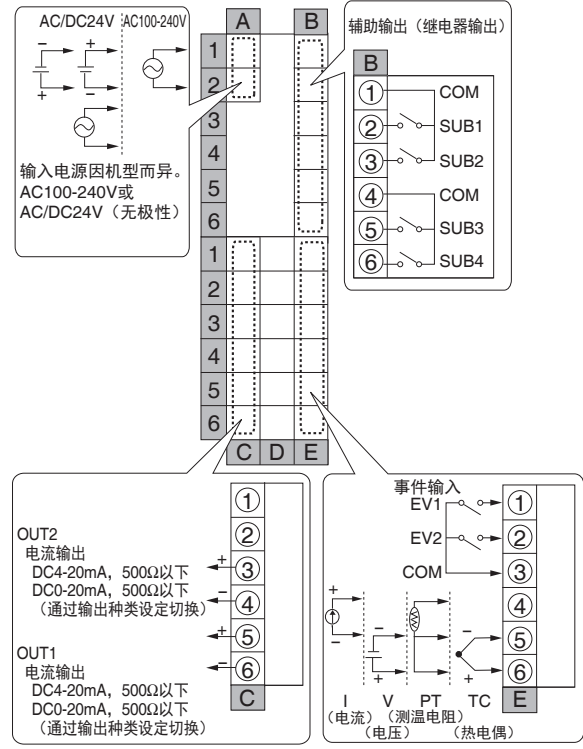 AC/DC24V AC100-240V
− +
+ −
输入电源因机型而异。
AC100-240V或
AC/DC24V（无极性）
A B
1
2
3
4
5
6
1
2
3
4
5
6
C D E
辅助输出（继电器输出）
B
① COM
② SUB1
③ SUB2
④ COM
⑤ SUB3
⑥ SUB4
①
②
OUT2
电流输出
DC4-20mA，500Ω以下
DC0-20mA，500Ω以下
（通过输出种类设定切换）
+ ③
− ④
+ ⑤
− ⑥
OUT1
电流输出
DC4-20mA，500Ω以下
DC0-20mA，500Ω以下
（通过输出种类设定切换）
C
事件输入
EV1 ①
EV2 ②
COM ③
④
⑤
⑥
+ − −
− + +
I V PT TC E
（电流）（测温电阻）
（电压） （热电偶）